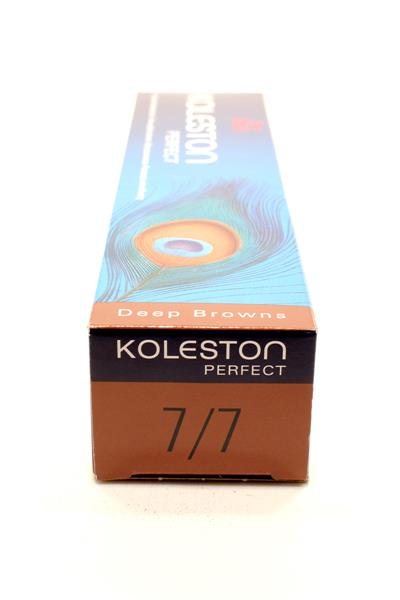 KOLESTON
PERFECT
Deep Browns
KOLESTON
PERFECT
7/7